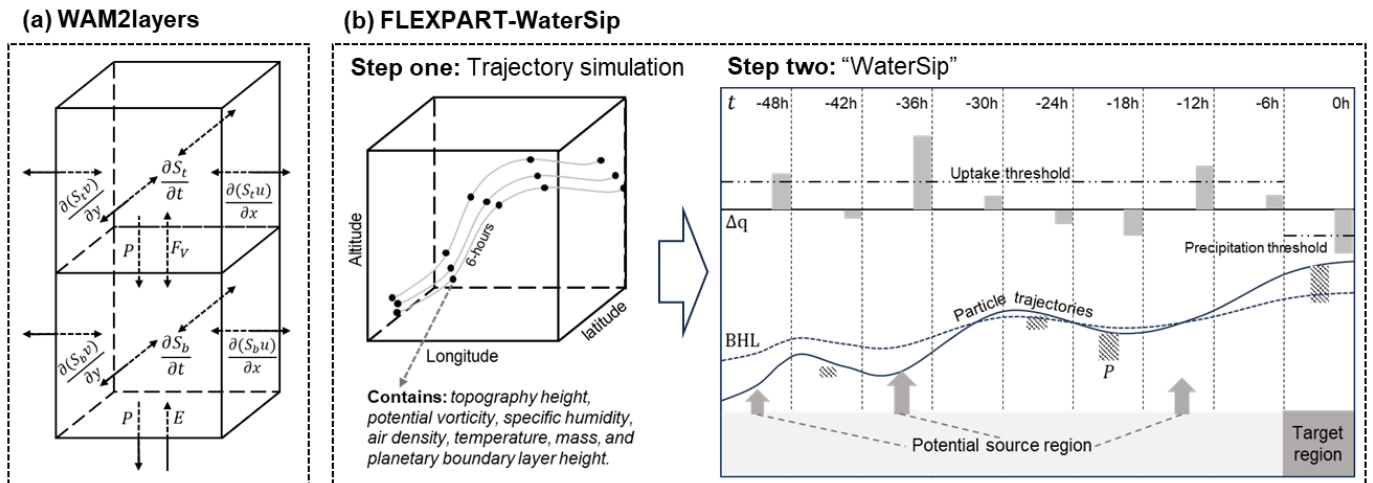 (a) WAM2layers
∂S_t/∂t
∂(S_t v)/∂y
∂(S_t u)/∂x
P
F_V
∂S_b/∂t
∂(S_b v)/∂y
∂(S_b u)/∂x
P
E
(b) FLEXPART-WaterSip
Step one: Trajectory simulation
Altitude
6-hours
latitude
Longitude
Contains: topography height,
potential vorticity, specific humidity,
air density, temperature, mass, and
planetary boundary layer height.
Step two: “WaterSip”
t -48h -42h -36h -30h -24h -18h -12h -6h 0h
Uptake threshold
Δq
Precipitation threshold
Particle trajectories
BHL
P
Potential source region
Target
region